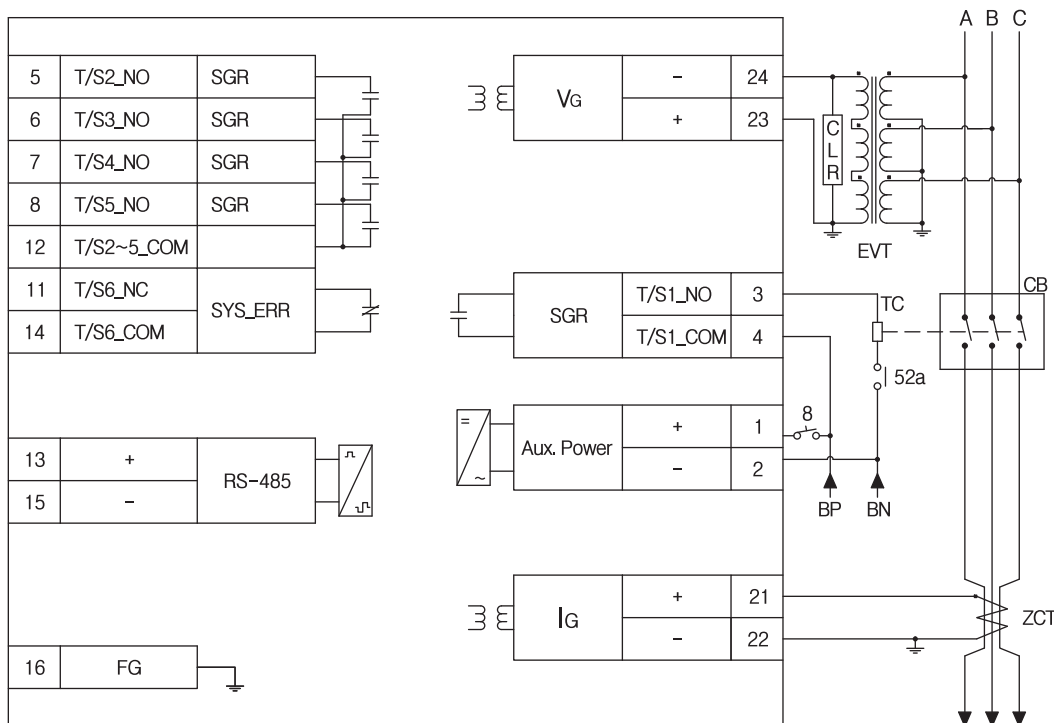 A B C
5 T/S2_NO SGR
6 T/S3_NO SGR
7 T/S4_NO SGR
8 T/S5_NO SGR
12 T/S2~5_COM
11 T/S6_NC
SYS_ERR
14 T/S6_COM
13 +
RS-485
15 -
16 FG
VG
- 24
+ 23
CLR
EVT
SGR
T/S1_NO 3
T/S1_COM 4
TC
CB
52a
Aux. Power
+ 1
- 2
8
= ~
BP BN
IG
+ 21
- 22
ZCT